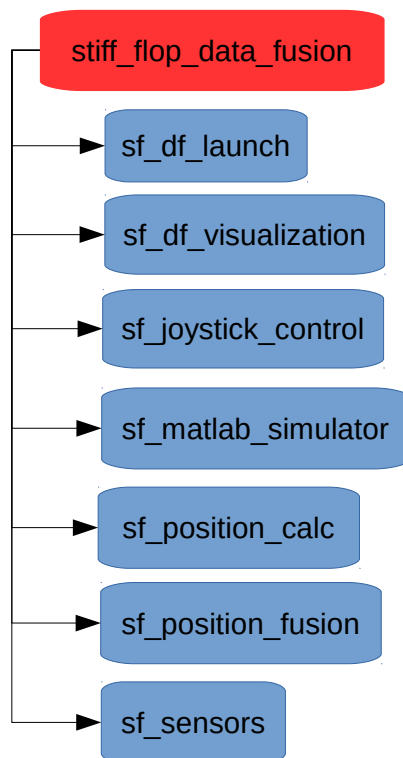 stiff_flop_data_fusion
sf_df_launch
sf_df_visualization
sf_joystick_control
sf_matlab_simulator
sf_position_calc
sf_position_fusion
sf_sensors